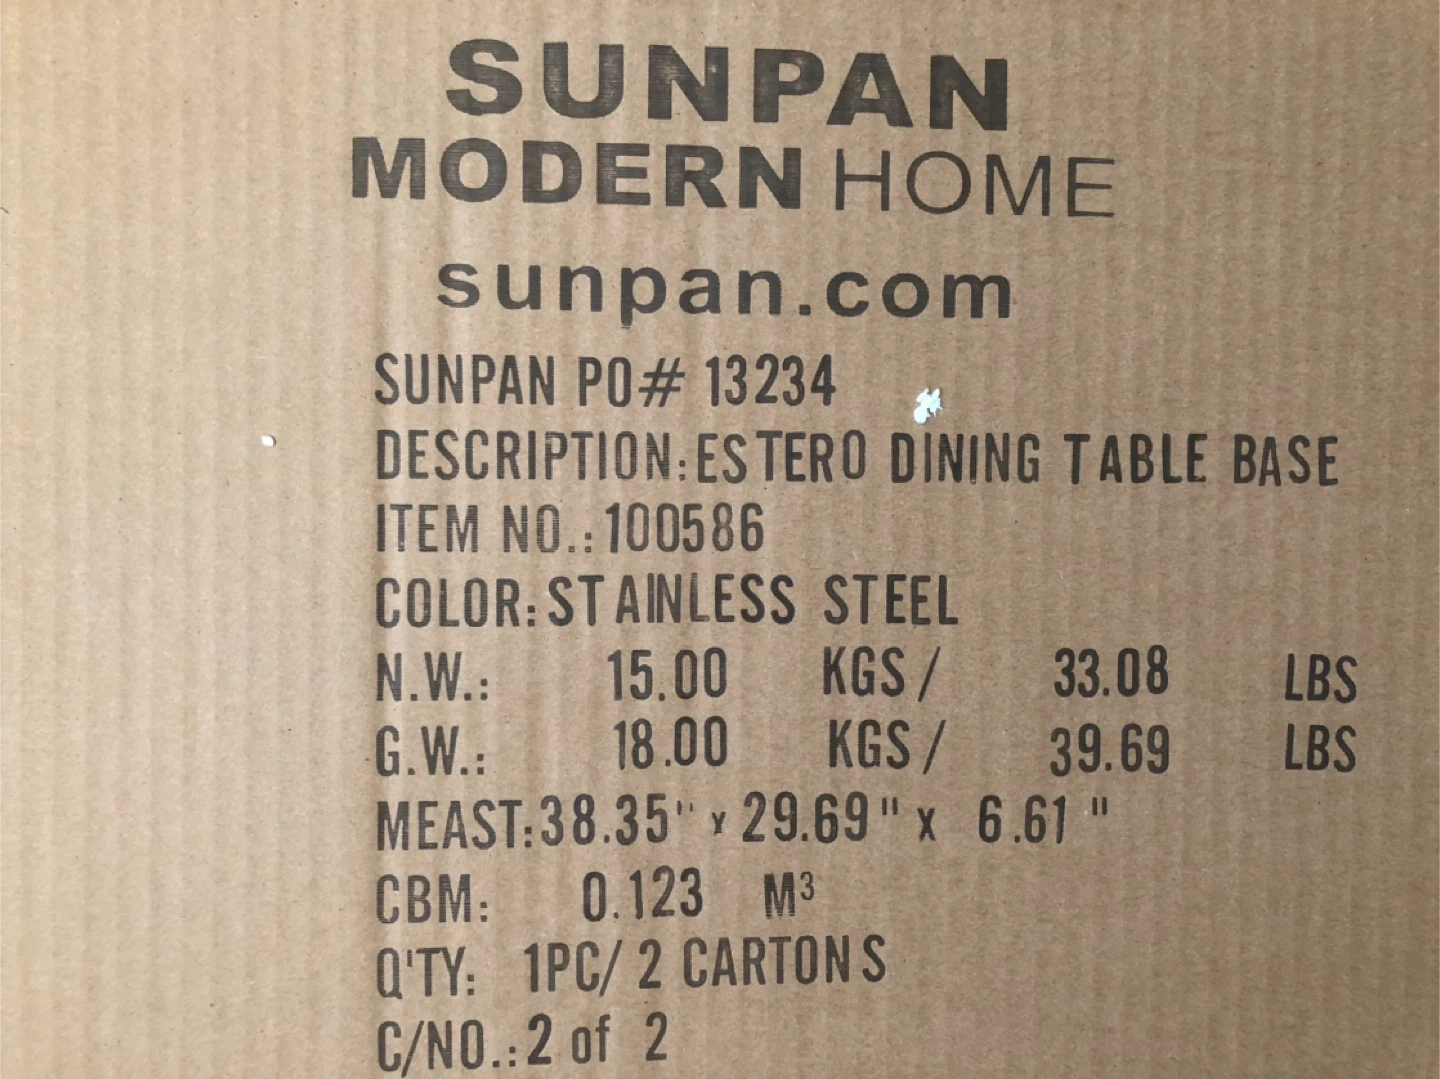 SUNPAN
MODERN HOME
sunpan.com
SUNPAN PO# 13234
DESCRIPTION:ESTERO DINING TABLE BASE
ITEM NO.:100586
COLOR:STAINLESS STEEL
N.W.: 15.00 KGS/ 33.08 LBS
G.W.: 18.00 KGS/ 39.69 LBS
MEAST:38.35" x 29.69" x 6.61 "
CBM: 0.123 M³
Q'TY: 1PC/ 2 CARTONS
C/NO.:2 of 2